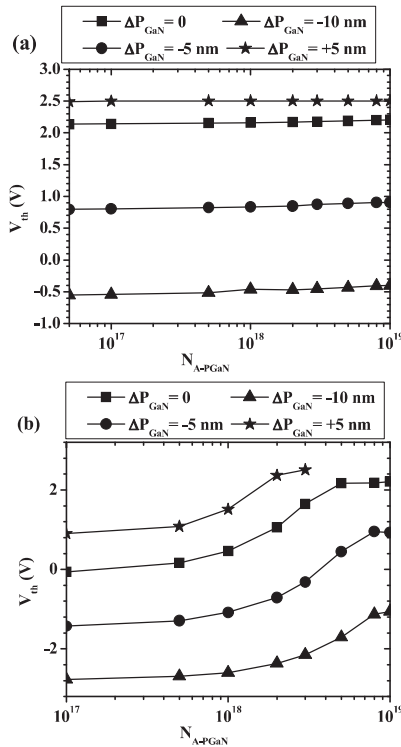 (a)
ΔP_GaN = 0 ΔP_GaN = -10 nm
ΔP_GaN = -5 nm ΔP_GaN = +5 nm
3.0
2.5
2.0
1.5
1.0
0.5
0.0
-0.5
-1.0
V_th (V)
10^17 10^18 10^19
N_A-PGaN
(b)
ΔP_GaN = 0 ΔP_GaN = -10 nm
ΔP_GaN = -5 nm ΔP_GaN = +5 nm
2
0
-2
V_th (V)
10^17 10^18 10^19
N_A-PGaN